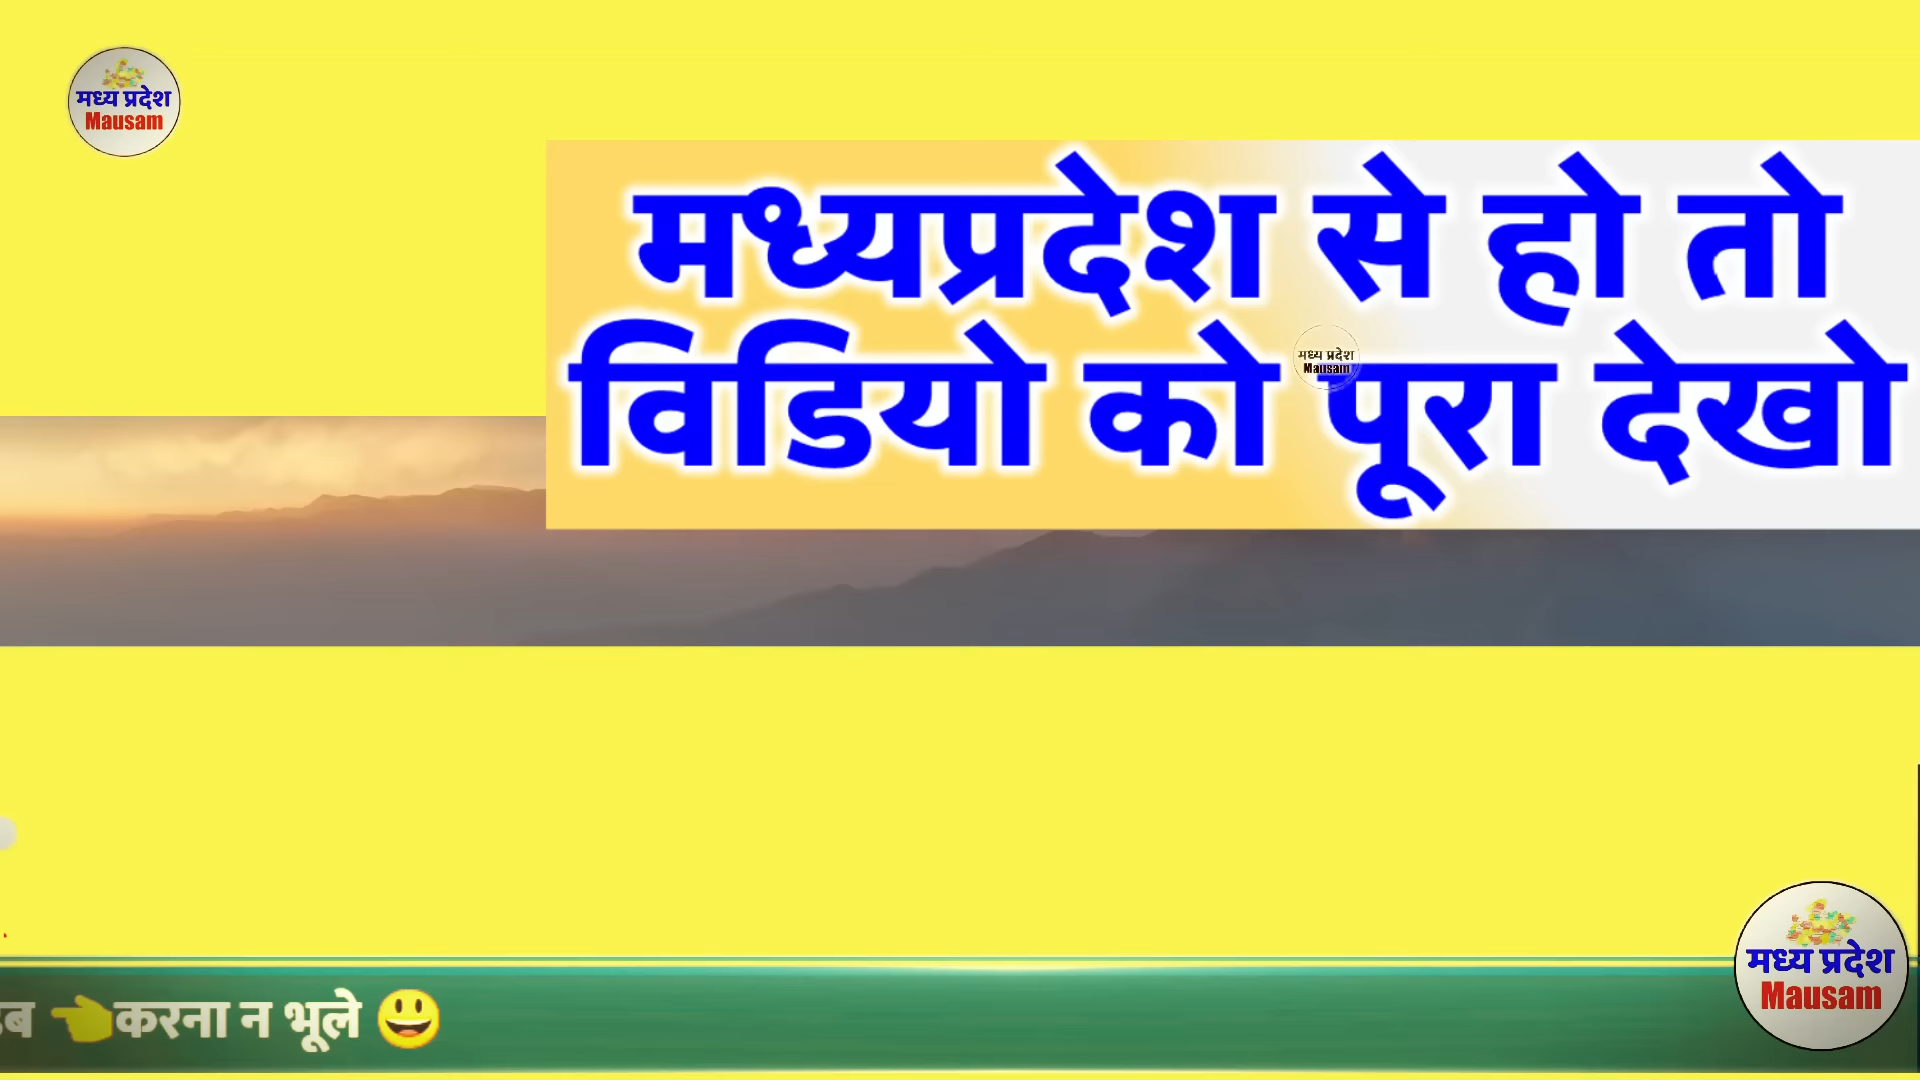 मध्य प्रदेश
Mausam
मध्यप्रदेश से हो तो
विडियो को पूरा देखो
मध्य प्रदेश
Mausam
मध्य प्रदेश
Mausam
👈करना न भूले 😃